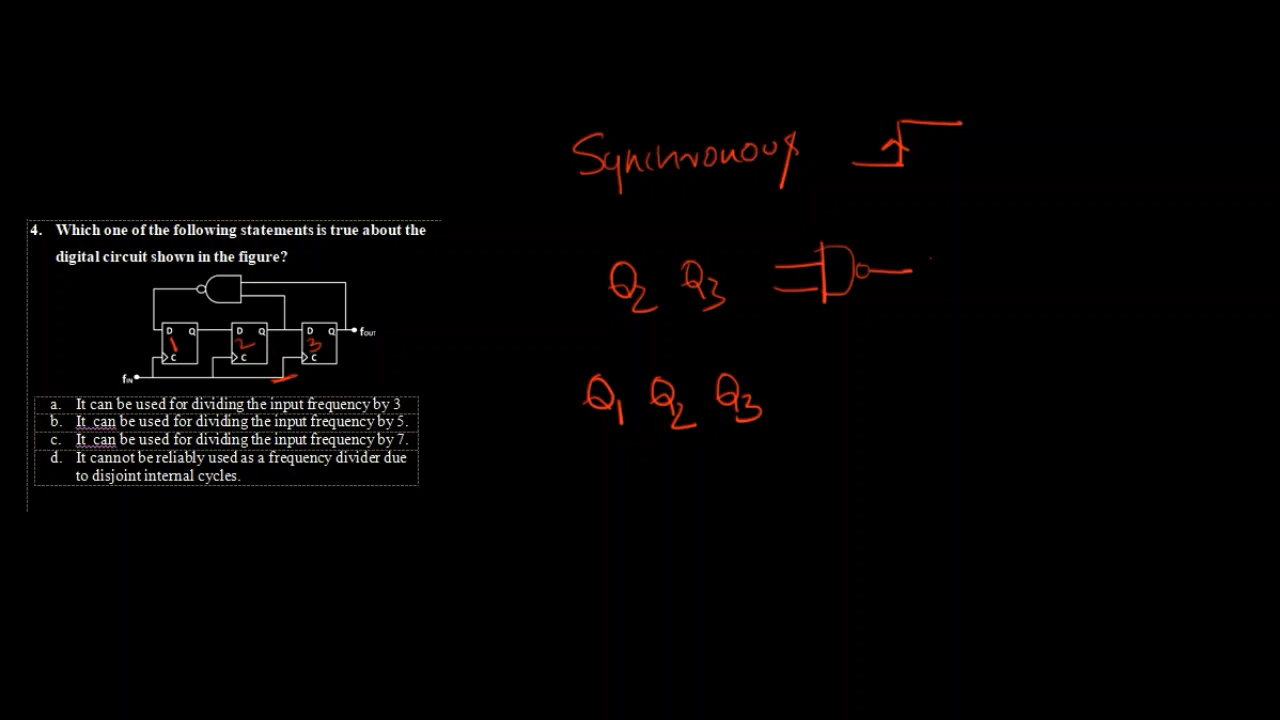 Synchronous
4. Which one of the following statements is true about the
digital circuit shown in the figure?
Q2 Q3
D Q D Q D Q fOUT
1 2 3
C C C
fIN
Q1 Q2 Q3
a. It can be used for dividing the input frequency by 3
b. It can be used for dividing the input frequency by 5.
c. It can be used for dividing the input frequency by 7.
d. It cannot be reliably used as a frequency divider due
to disjoint internal cycles.